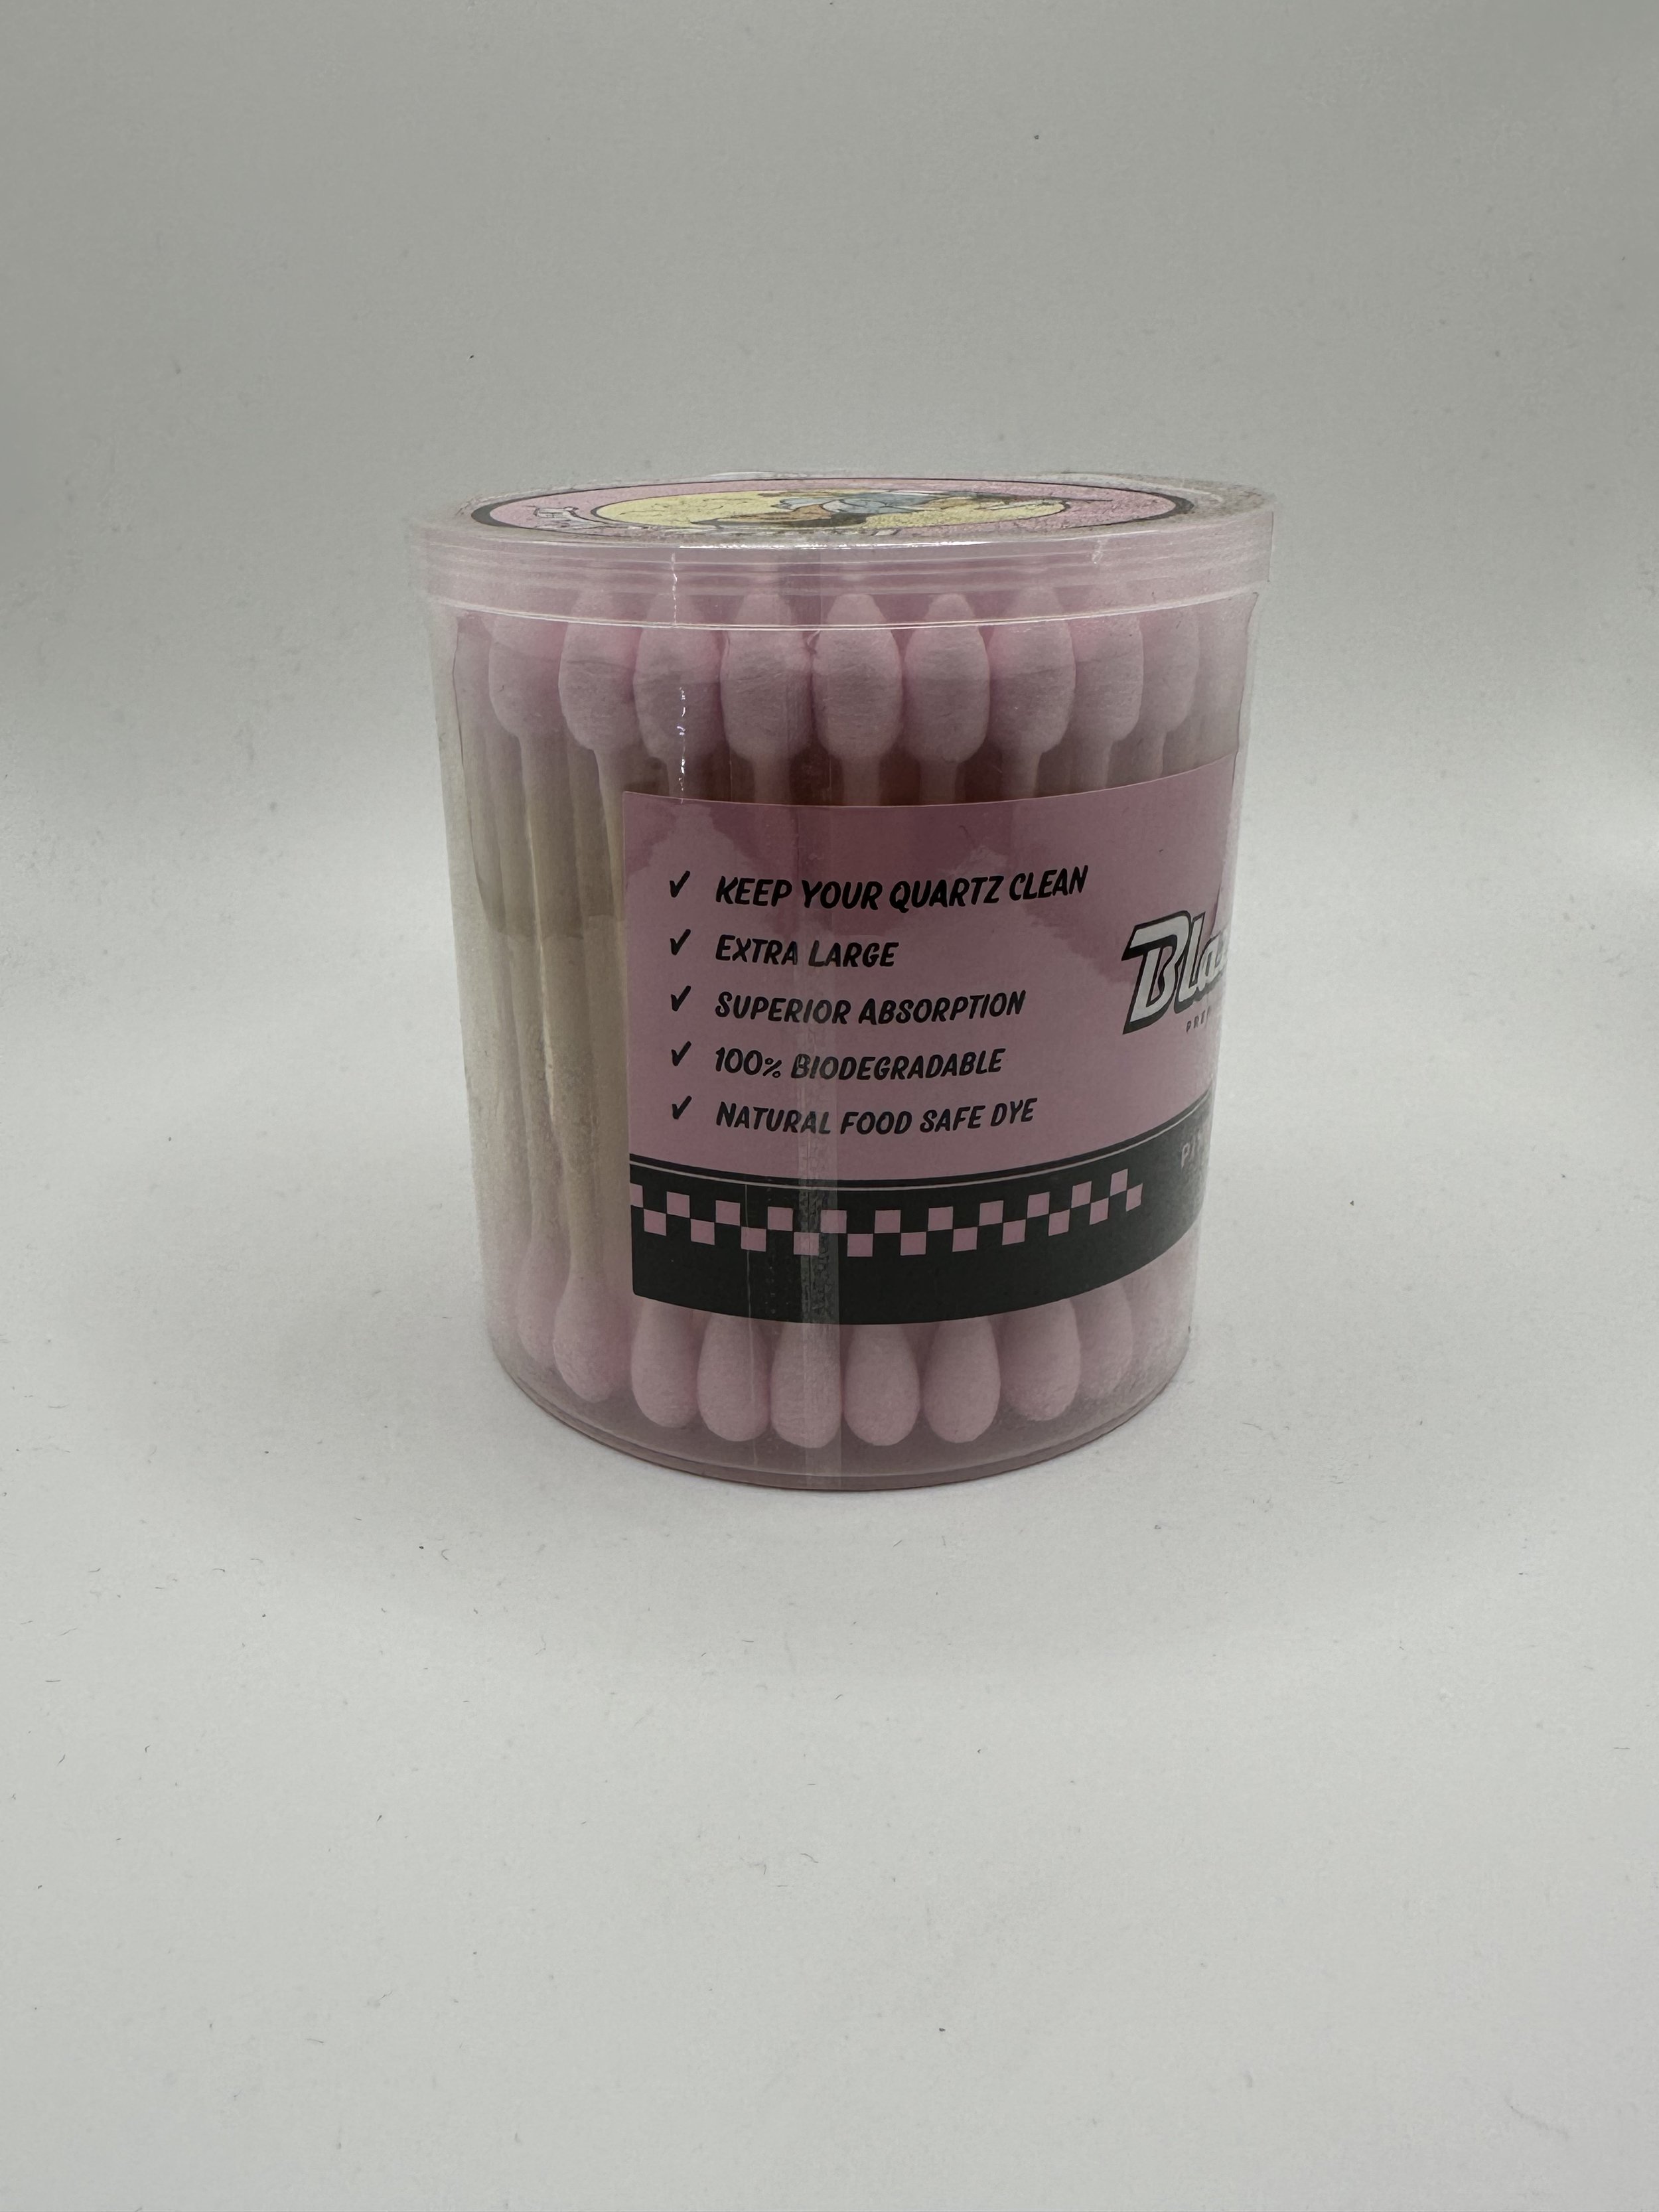 ✓ KEEP YOUR QUARTZ CLEAN
✓ EXTRA LARGE
✓ SUPERIOR ABSORPTION
✓ 100% BIODEGRADABLE
✓ NATURAL FOOD SAFE DYE